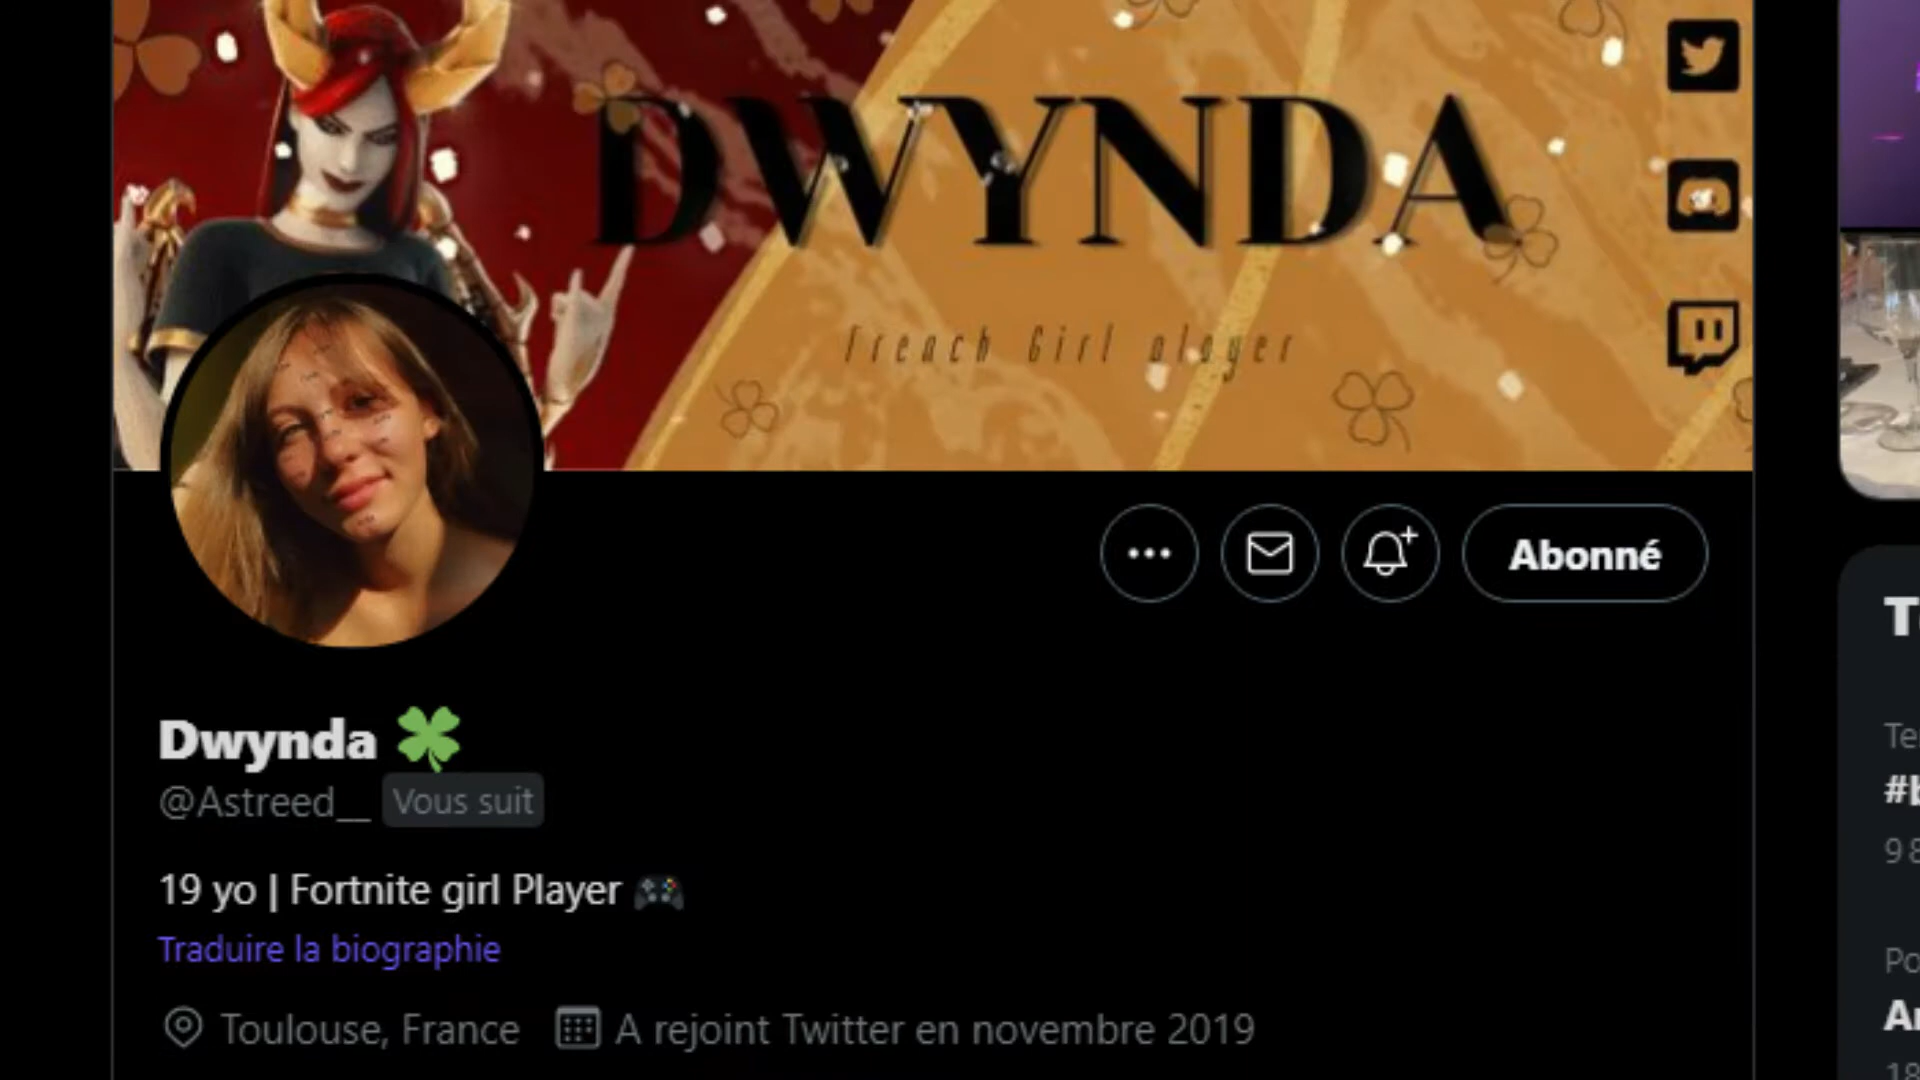 DWYNDA
French Girl player
Abonné
Dwynda
@Astreed__ Vous suit
19 yo | Fortnite girl Player
Traduire la biographie
Toulouse, France A rejoint Twitter en novembre 2019